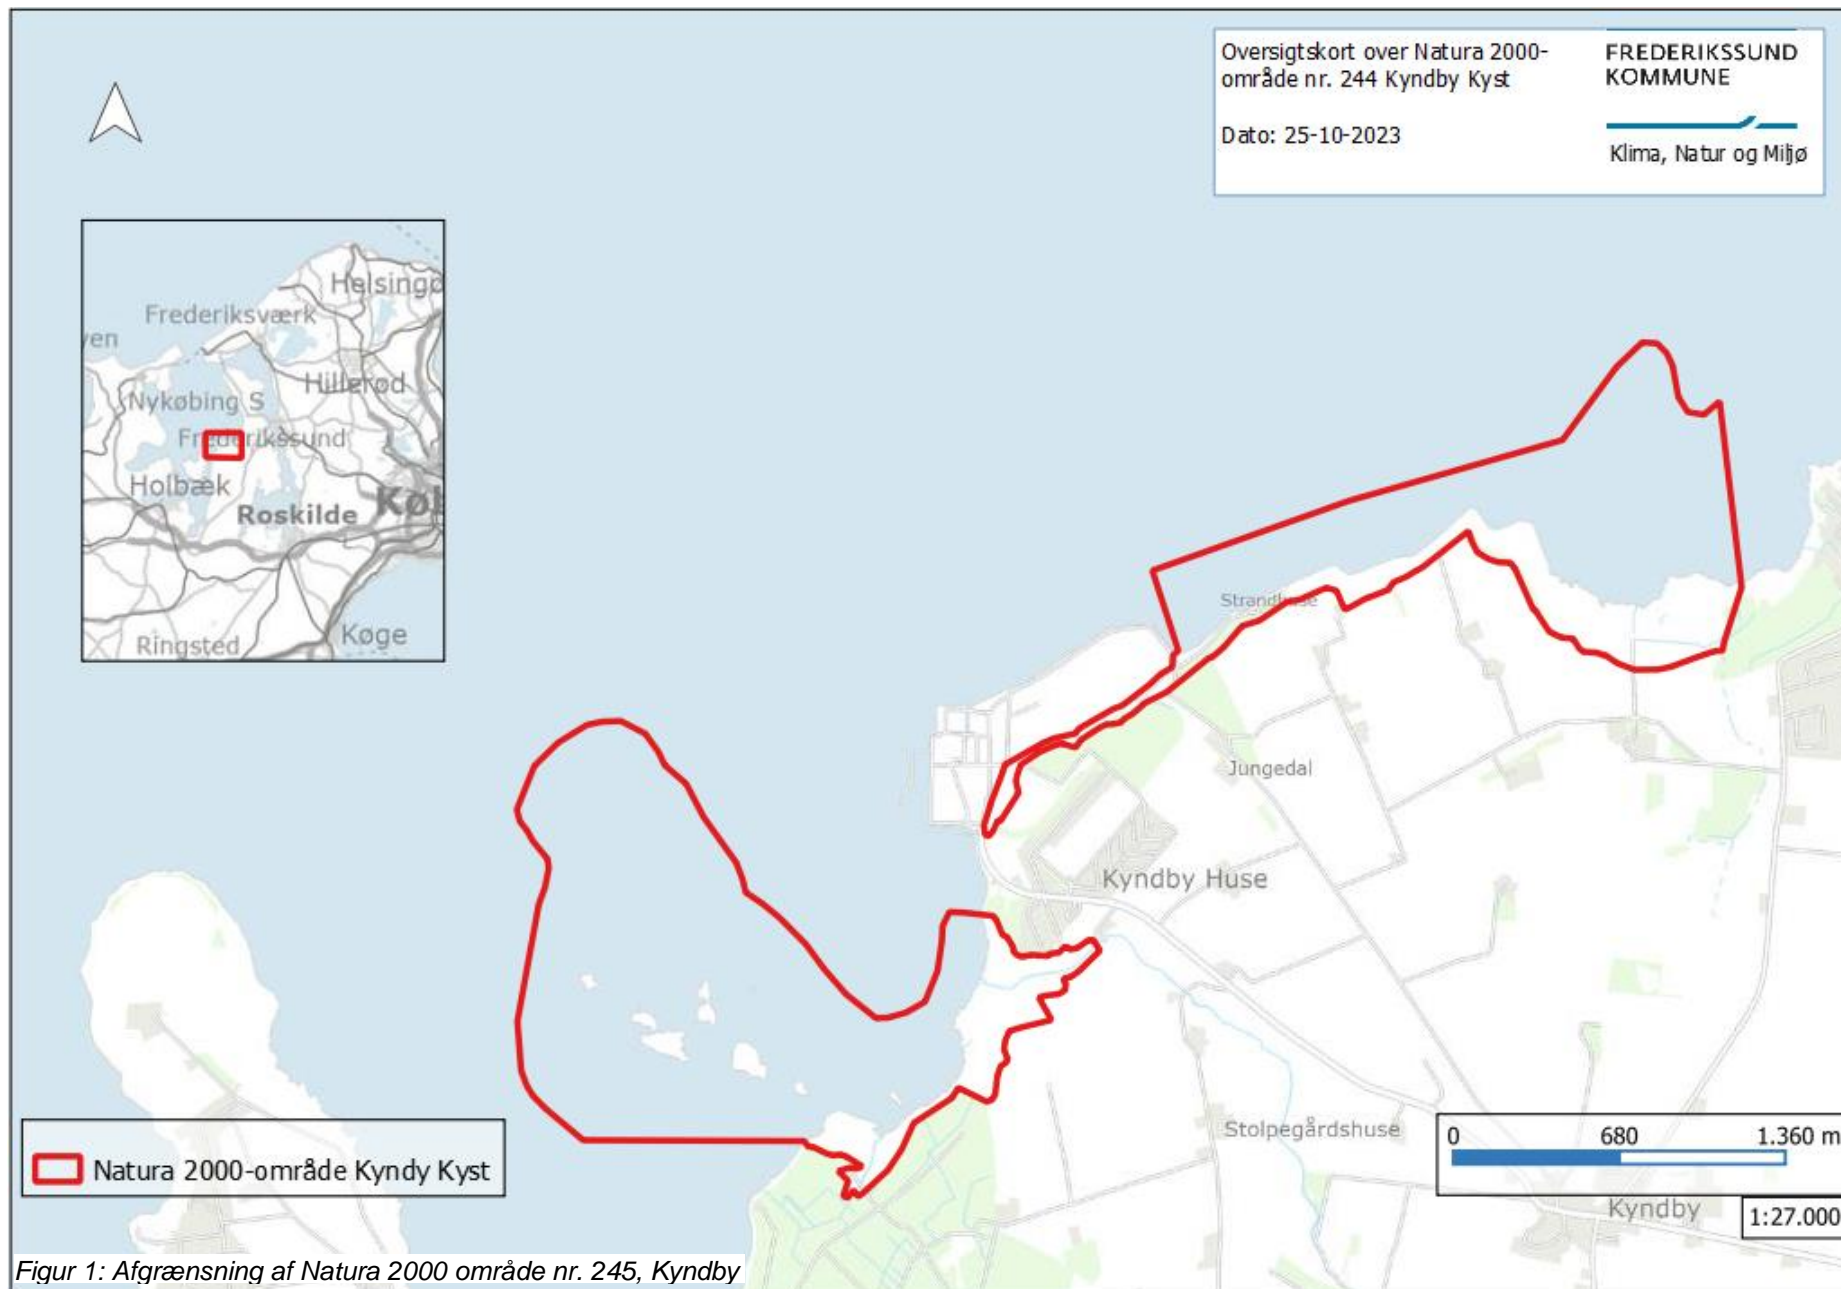 Oversigtskort over Natura 2000-
område nr. 244 Kyndby Kyst
Dato: 25-10-2023
FREDERIKSSUND
KOMMUNE
Klima, Natur og Miljø
Helsingø
Frederiksværk
Hillerød
Nykøbing S
Frederikssund
Holbæk
Roskilde
Køb
Køge
Ringsted
Strandhuse
Jungedal
Kyndby Huse
Stolpegårdshuse
Kyndby
Natura 2000-område Kyndy Kyst
0 680 1.360 m
1:27.000
Figur 1: Afgrænsning af Natura 2000 område nr. 245, Kyndby